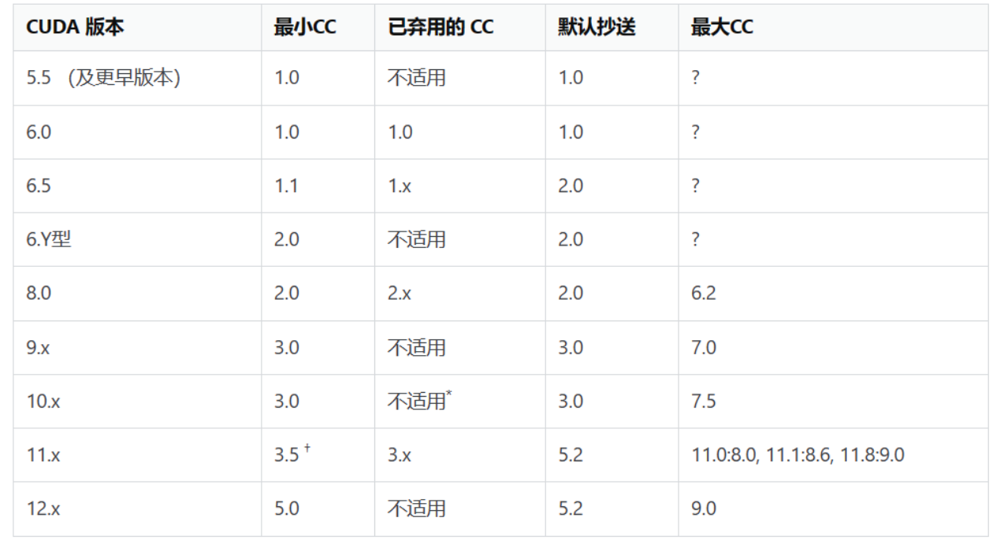 CUDA 版本 最小CC 已弃用的 CC 默认抄送 最大CC
5.5 (及更早版本) 1.0 不适用 1.0 ?
6.0 1.0 1.0 1.0 ?
6.5 1.1 1.x 2.0 ?
6.Y型 2.0 不适用 2.0 ?
8.0 2.0 2.x 2.0 6.2
9.x 3.0 不适用 3.0 7.0
10.x 3.0 不适用* 3.0 7.5
11.x 3.5 † 3.x 5.2 11.0:8.0, 11.1:8.6, 11.8:9.0
12.x 5.0 不适用 5.2 9.0